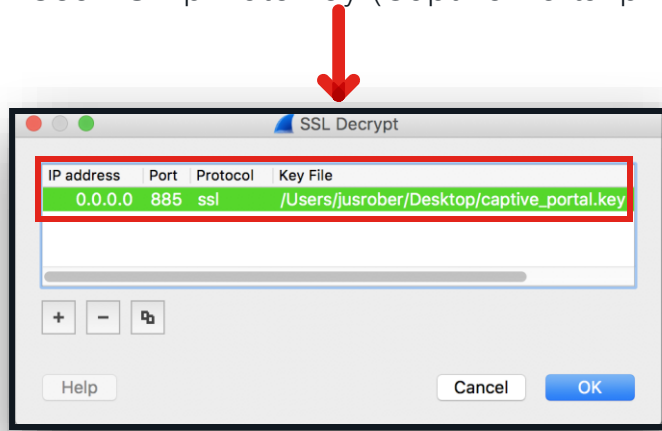 SSL Decrypt
IP address Port Protocol Key File
0.0.0.0 885 ssl /Users/jusrober/Desktop/captive_portal.key
+ −
Help Cancel OK